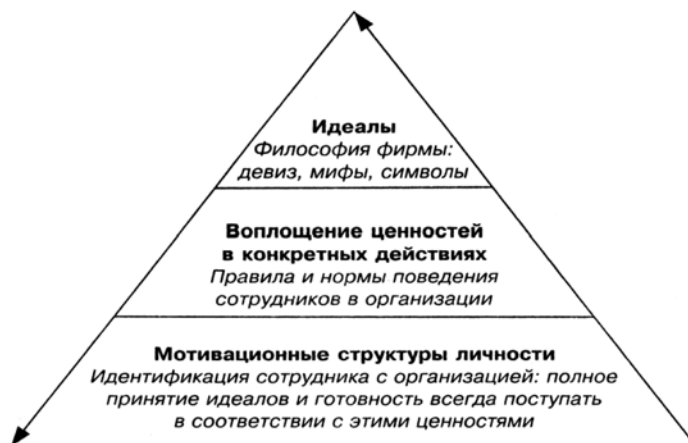 Идеалы
Философия фирмы:
девиз, мифы, символы
Воплощение ценностей
в конкретных действиях
Правила и нормы поведения
сотрудников в организации
Мотивационные структуры личности
Идентификация сотрудника с организацией: полное
принятие идеалов и готовность всегда поступать
в соответствии с этими ценностями